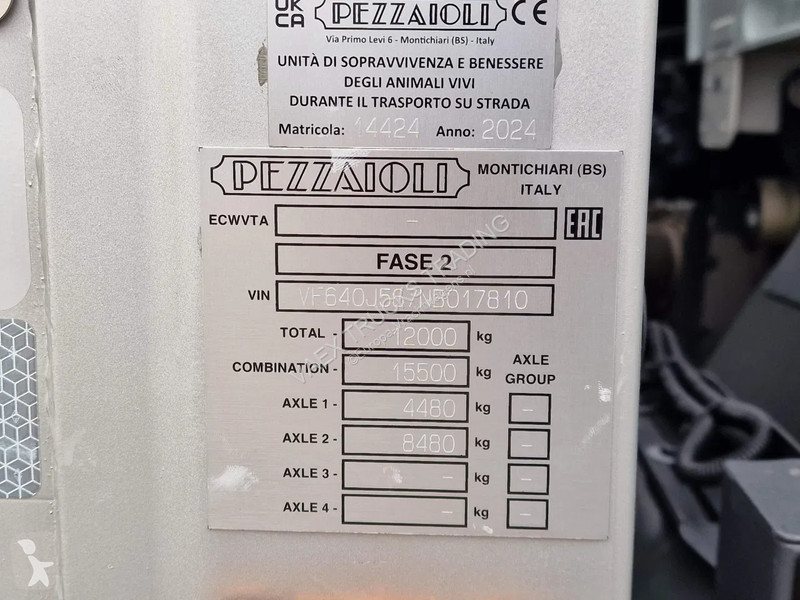 UK
CA
PEZZAIOLI CE
Via Primo Levi 6 - Montichiari (BS) - Italy
UNITÀ DI SOPRAVVIVENZA E BENESSERE
DEGLI ANIMALI VIVI
DURANTE IL TRASPORTO SU STRADA
Matricola: 14424 Anno: 2024
PEZZAIOLI MONTICHIARI (BS)
ITALY
ECWVTA - EAC
FASE 2
VIN
TOTAL - 12000 kg
COMBINATION - 15500 kg AXLE GROUP
AXLE 1 - 4480 kg -
AXLE 2 - 8480 kg -
AXLE 3 - - kg -
AXLE 4 - - kg -